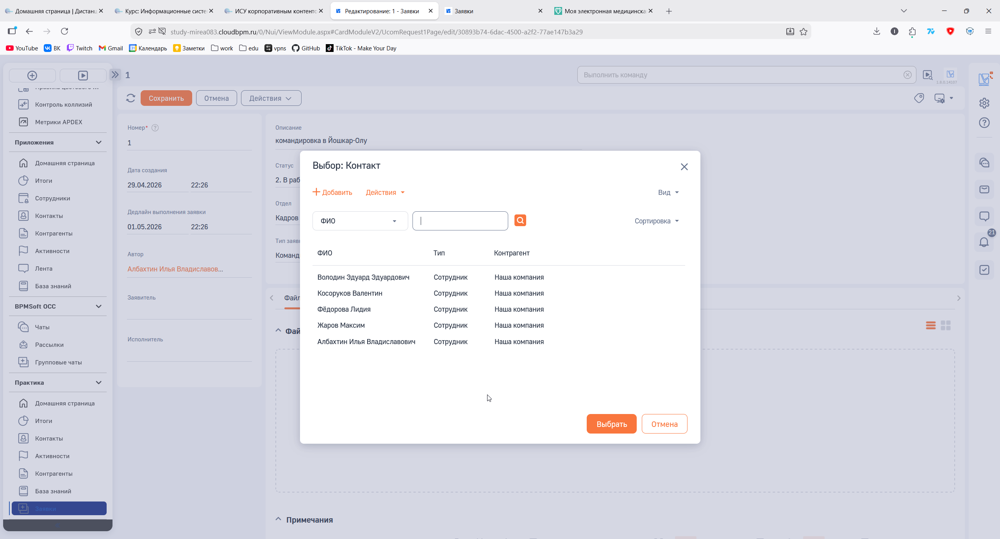 Домашняя страница | Дистанц
Курс: Информационные систе
ИСУ корпоративным контенто
Редактирование: 1 - Заявки
Заявки
Моя электронная медицинска
study-mirea083.cloudbpm.ru/0/Nui/ViewModule.aspx#CardModuleV2/UcomRequest1Page/edit/30893b74-6dac-4500-a2f2-77ae147b3a29
YouTube
ВК
Twitch
Gmail
Календарь
Заметки
work
edu
vpns
GitHub
TikTok - Make Your Day
1
Выполнить команду
1.8.0.14107
Сохранить
Отмена
Действия
Контроль коллизий
Метрики APDEX
Приложения
Домашняя страница
Итоги
Сотрудники
Контакты
Контрагенты
Активности
Лента
База знаний
BPMSoft ОСС
Чаты
Рассылки
Групповые чаты
Практика
Домашняя страница
Итоги
Контакты
Активности
Контрагенты
База знаний
Заявки
Номер*
1
Дата создания
29.04.2026 22:26
Дедлайн выполнения заявки
01.05.2026 22:26
Автор
Албахтин Илья Владиславов...
Заявитель
Исполнитель
Описание
командировка в Йошкар-Олу
Статус
2. В раб
Отдел
Кадров
Тип заяв
Команд
Файл
Фай
Примечания
Выбор: Контакт
Добавить
Действия
Вид
ФИО
Сортировка
ФИО Тип Контрагент
Володин Эдуард Эдуардович Сотрудник Наша компания
Косоруков Валентин Сотрудник Наша компания
Фёдорова Лидия Сотрудник Наша компания
Жаров Максим Сотрудник Наша компания
Албахтин Илья Владиславович Сотрудник Наша компания
Выбрать
Отмена
21